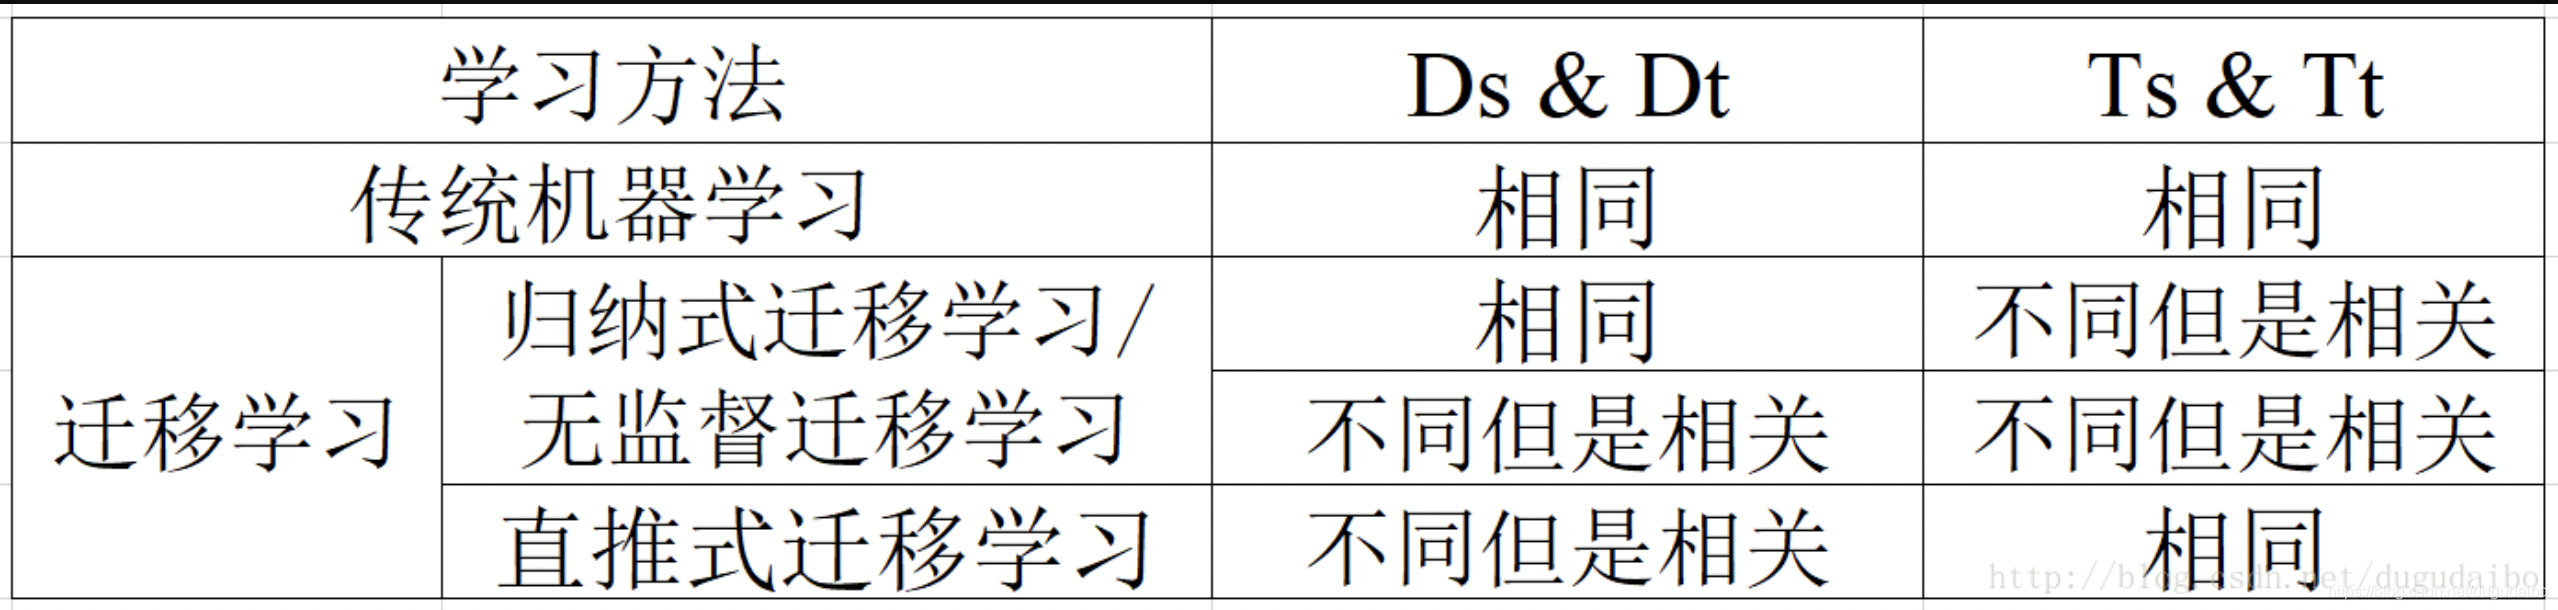 学习方法 Ds & Dt Ts & Tt
传统机器学习 相同 相同
归纳式迁移学习/ 相同 不同但是相关
迁移学习 无监督迁移学习 不同但是相关 不同但是相关
直推式迁移学习 不同但是相关 相同
http://blog.csdn.net/dugudaibo